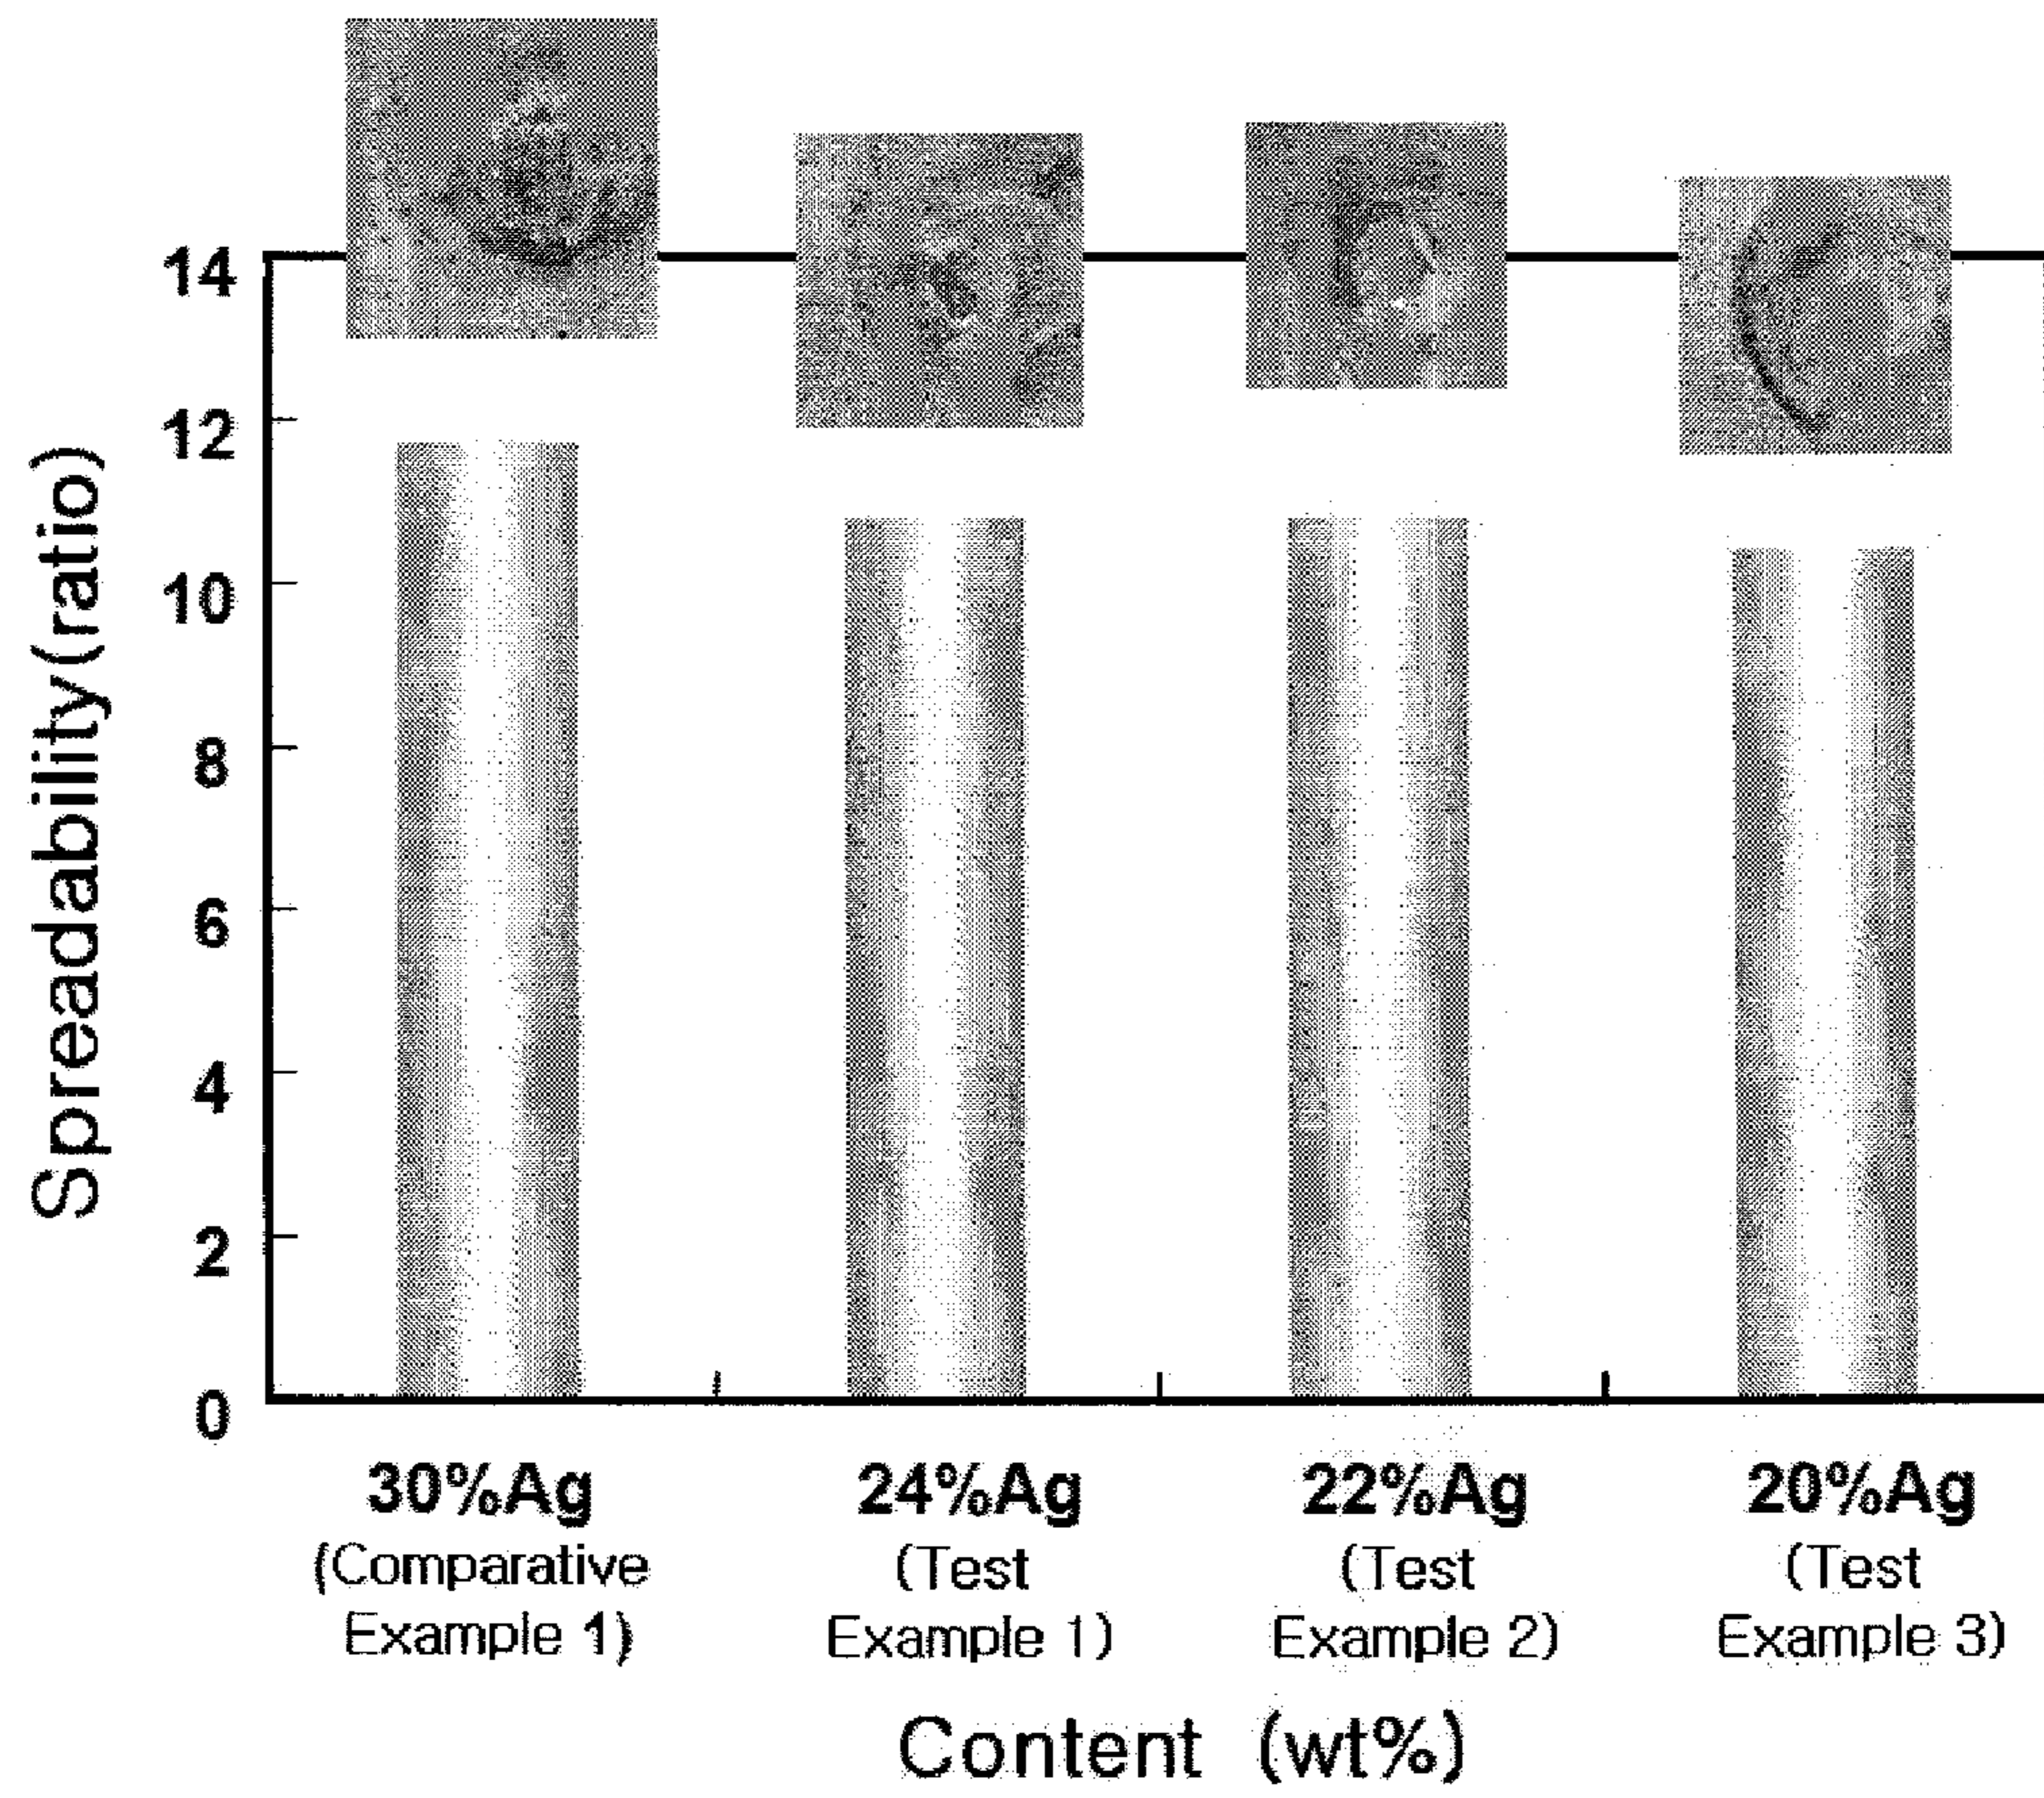 14
12
10
8
6
4
2
0
Spreadability(ratio)
30%Ag
(Comparative
Example 1)
24%Ag
(Test
Example 1)
22%Ag
(Test
Example 2)
20%Ag
(Test
Example 3)
Content (wt%)